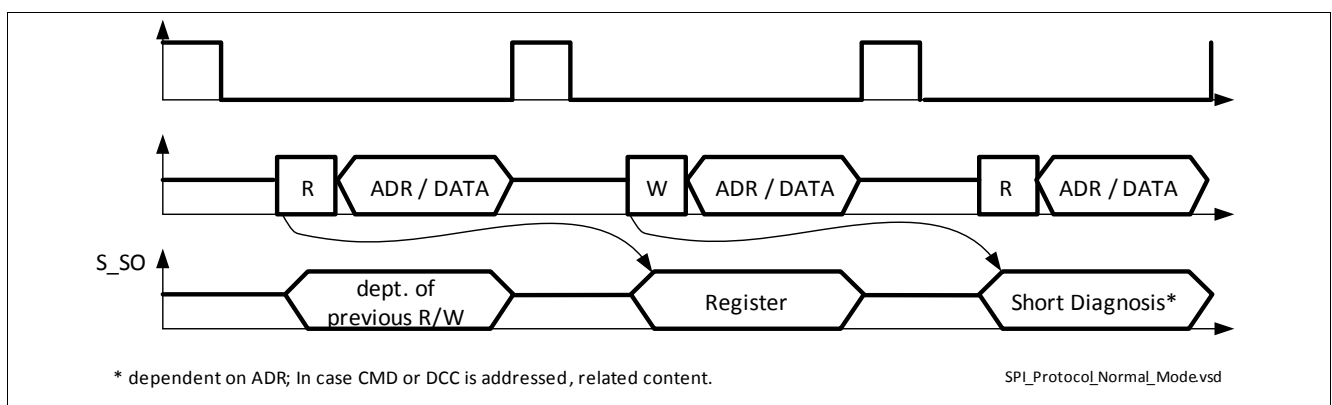 R
ADR / DATA
W
ADR / DATA
R
ADR / DATA
S_SO
dept. of
previous R/W
Register
Short Diagnosis*
* dependent on ADR; In case CMD or DCC is addressed, related content.
SPI_Protocol_Normal_Mode.vsd